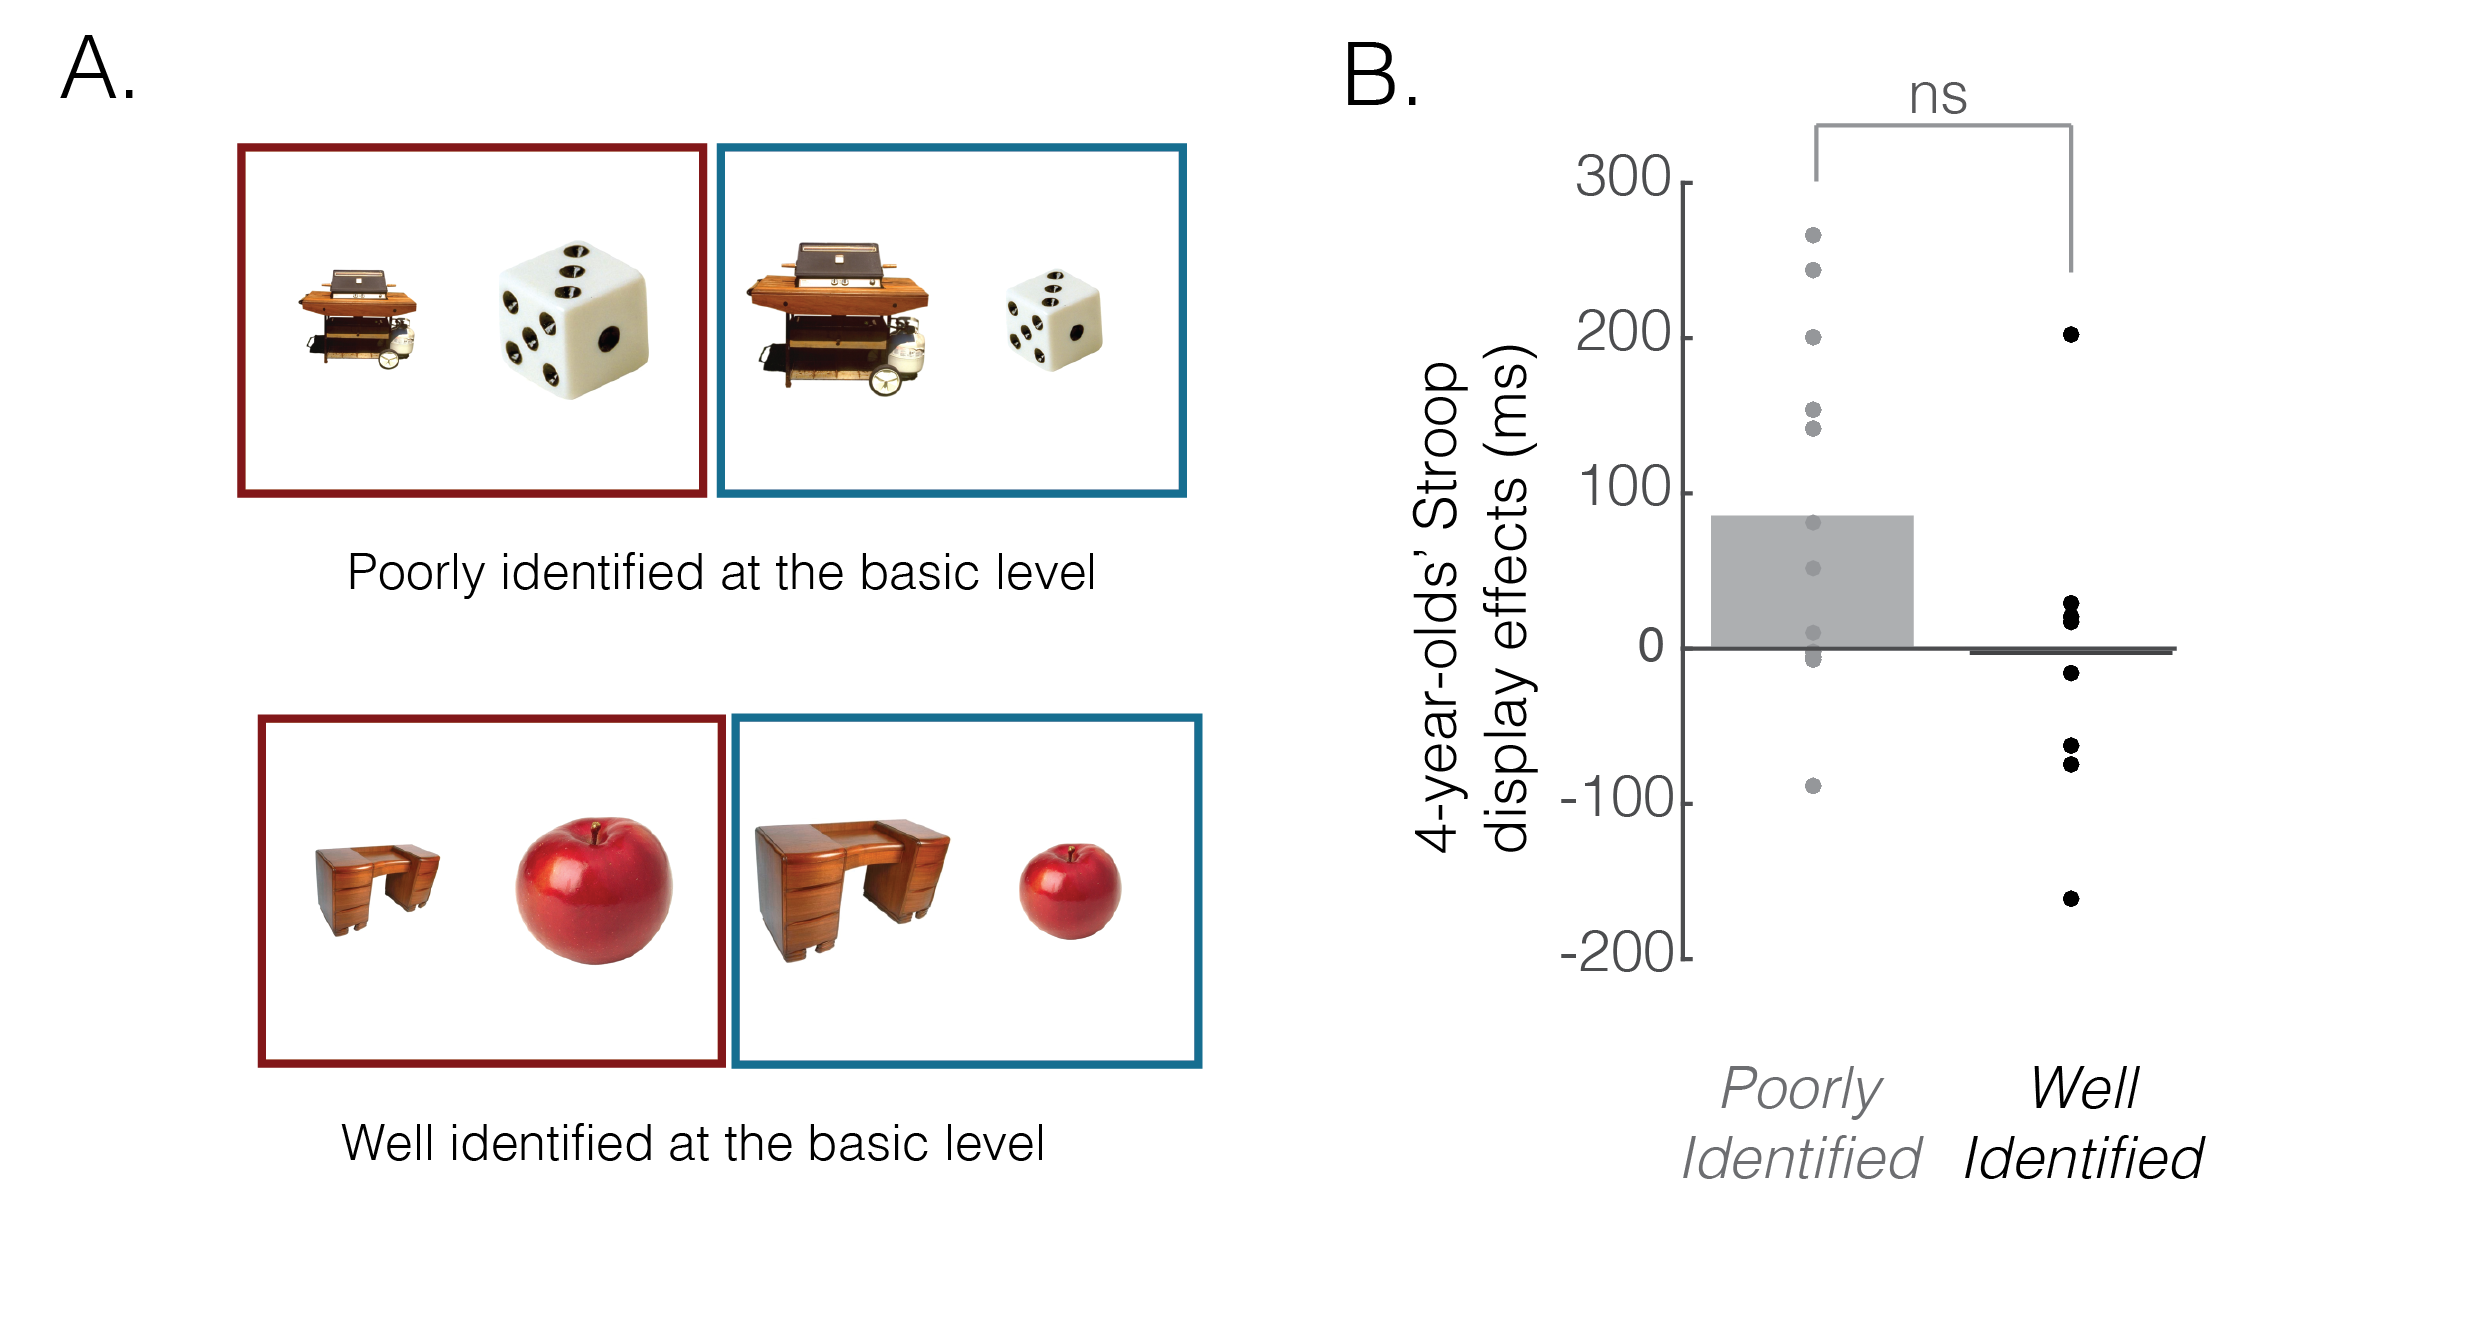 A.
Poorly identified at the basic level
Well identified at the basic level
B.
ns
4-year-olds’ Stroop
display effects (ms)
300
200
100
0
-100
-200
Poorly
Identified
Well
Identified